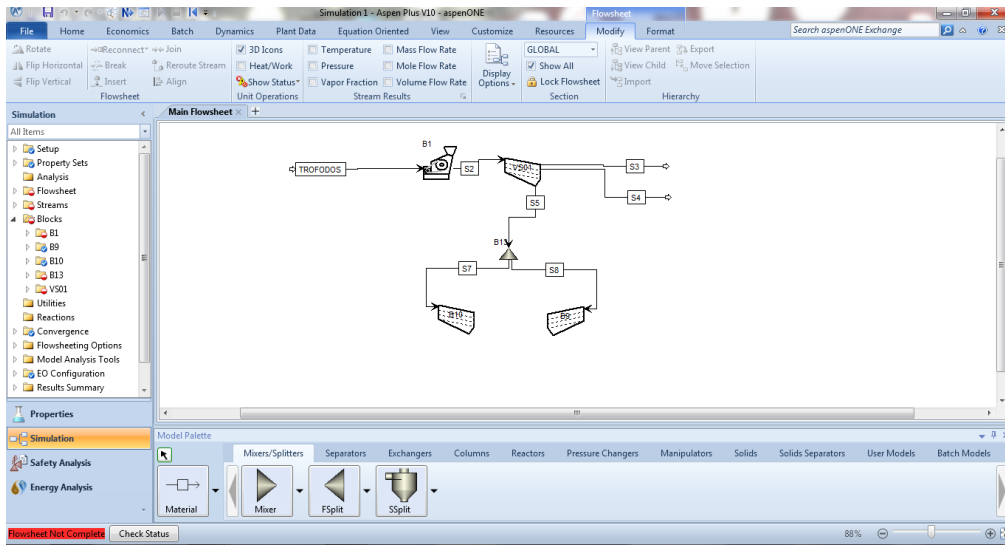 Simulation 1 - Aspen Plus V10 - aspenONE
Flowsheet
File Home Economics Batch Dynamics Plant Data Equation Oriented View Customize Resources Modify Format Search aspenONE Exchange
Rotate Reconnect Join 3D Icons Temperature Mass Flow Rate GLOBAL View Parent Export
Flip Horizontal Break Reroute Stream Heat/Work Pressure Mole Flow Rate Display Show All View Child Move Selection
Flip Vertical Insert Align Show Status Vapor Fraction Volume Flow Rate Options Lock Flowsheet Import
Flowsheet Unit Operations Stream Results Section Hierarchy
Simulation Main Flowsheet
All Items
Setup
Property Sets
Analysis
Flowsheet
Streams
Blocks
B1
B9
B10
B13
VS01
Utilities
Reactions
Convergence
Flowsheeting Options
Model Analysis Tools
EO Configuration
Results Summary
Properties
Simulation
Safety Analysis
Energy Analysis
B1
TROFODOS S2 VS01 S3
S4
S5
B13
S7 S8
B10 B9
Model Palette
Mixers/Splitters Separators Exchangers Columns Reactors Pressure Changers Manipulators Solids Solids Separators User Models Batch Models
Material Mixer FSplit SSplit
Flowsheet Not Complete Check Status 88%